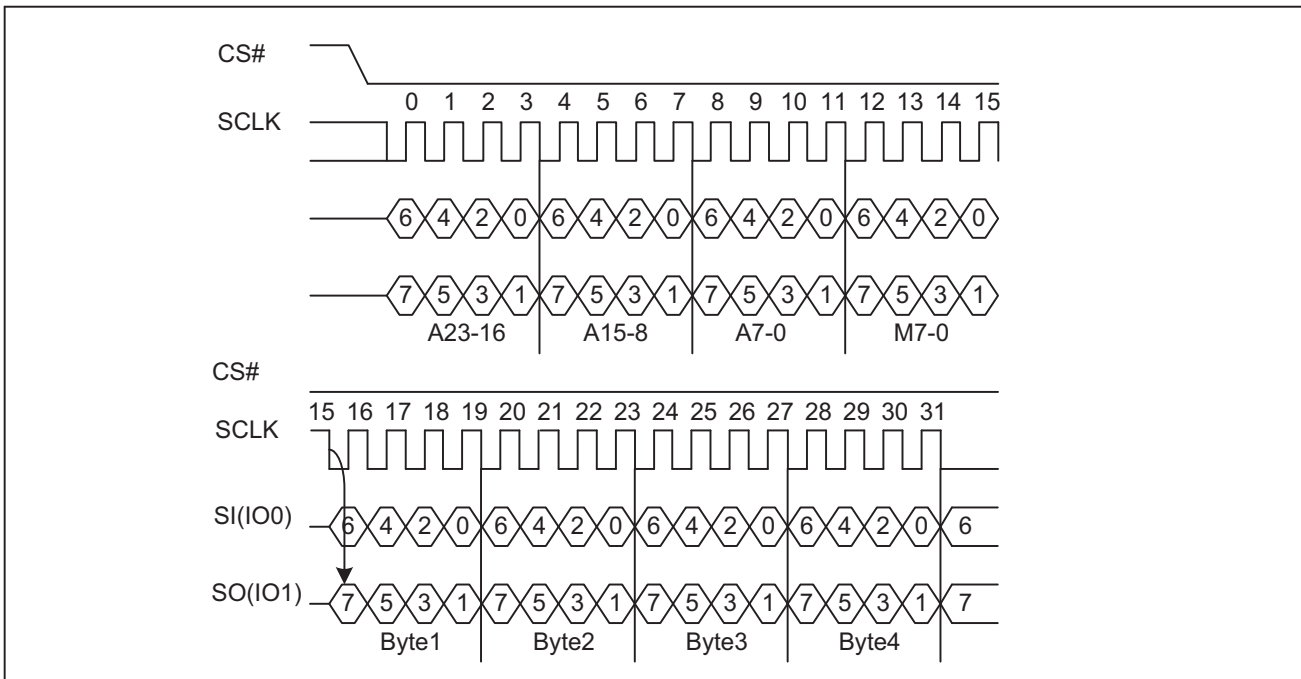 CS#
0 1 2 3 4 5 6 7 8 9 10 11 12 13 14 15
SCLK
6 4 2 0 6 4 2 0 6 4 2 0 6 4 2 0
7 5 3 1 7 5 3 1 7 5 3 1 7 5 3 1
A23-16 A15-8 A7-0 M7-0
CS#
15 16 17 18 19 20 21 22 23 24 25 26 27 28 29 30 31
SCLK
SI(IO0) 6 4 2 0 6 4 2 0 6 4 2 0 6 4 2 0 6
SO(IO1) 7 5 3 1 7 5 3 1 7 5 3 1 7 5 3 1 7
Byte1 Byte2 Byte3 Byte4